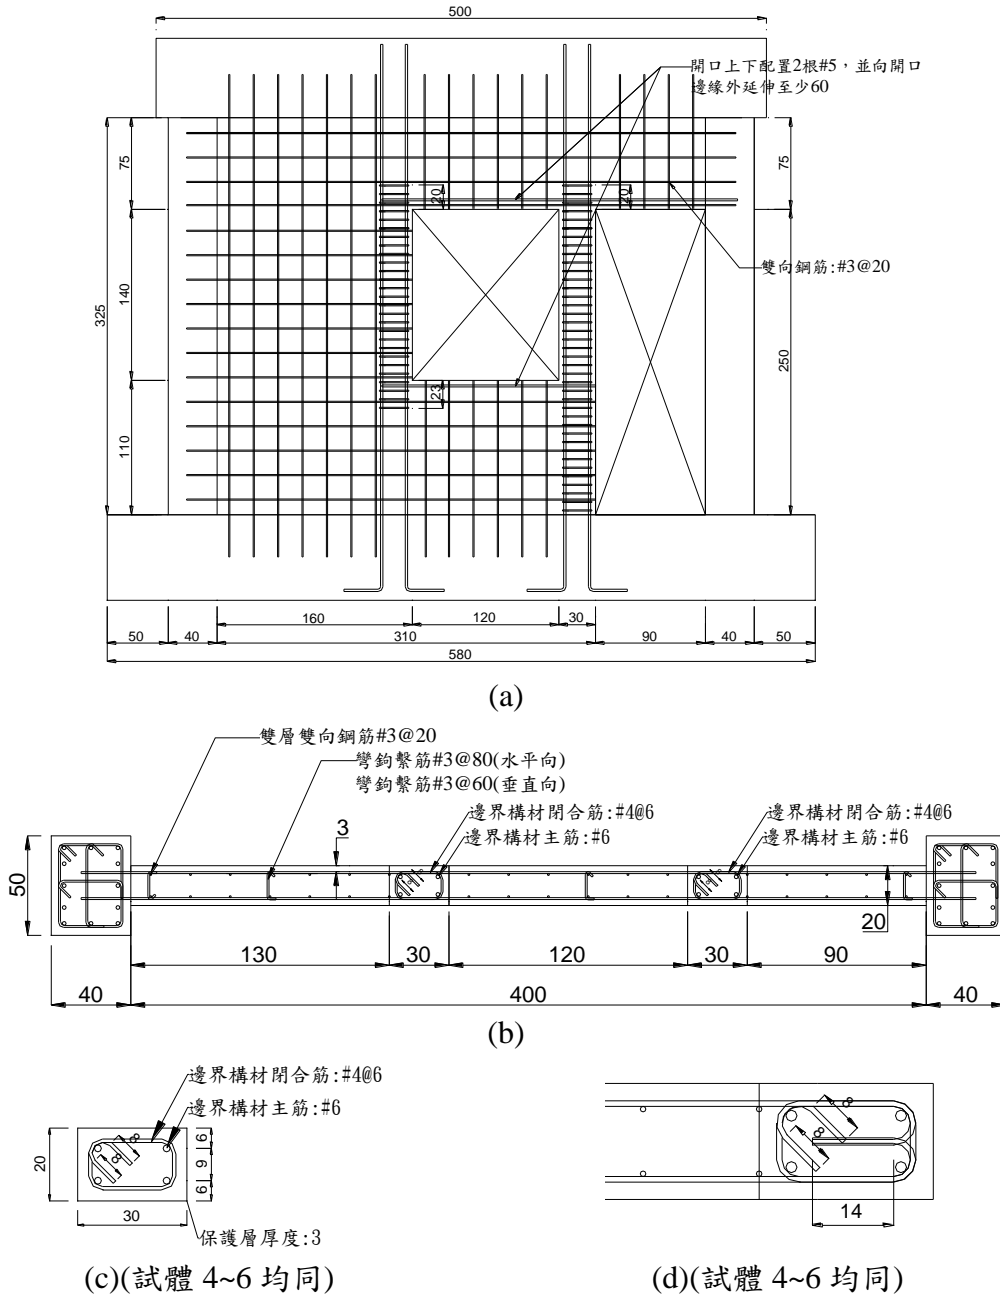 500
開口上下配置2根#5，並向開口
邊緣外延伸至少60
75
20
20
75
雙向鋼筋:#3@20
140
325
250
23
110
160
120
30
50
40
310
90
40
50
580
(a)
雙層雙向鋼筋#3@20
彎鉤繫筋#3@80(水平向)
彎鉤繫筋#3@60(垂直向)
邊界構材閉合筋:#4@6
邊界構材主筋:#6
邊界構材閉合筋:#4@6
邊界構材主筋:#6
3
50
20
130
30
120
30
90
40
400
40
(b)
邊界構材閉合筋:#4@6
邊界構材主筋:#6
8
8
6
9
6
20
30
保護層厚度:3
8
8
14
(c)(試體 4~6 均同)
(d)(試體 4~6 均同)